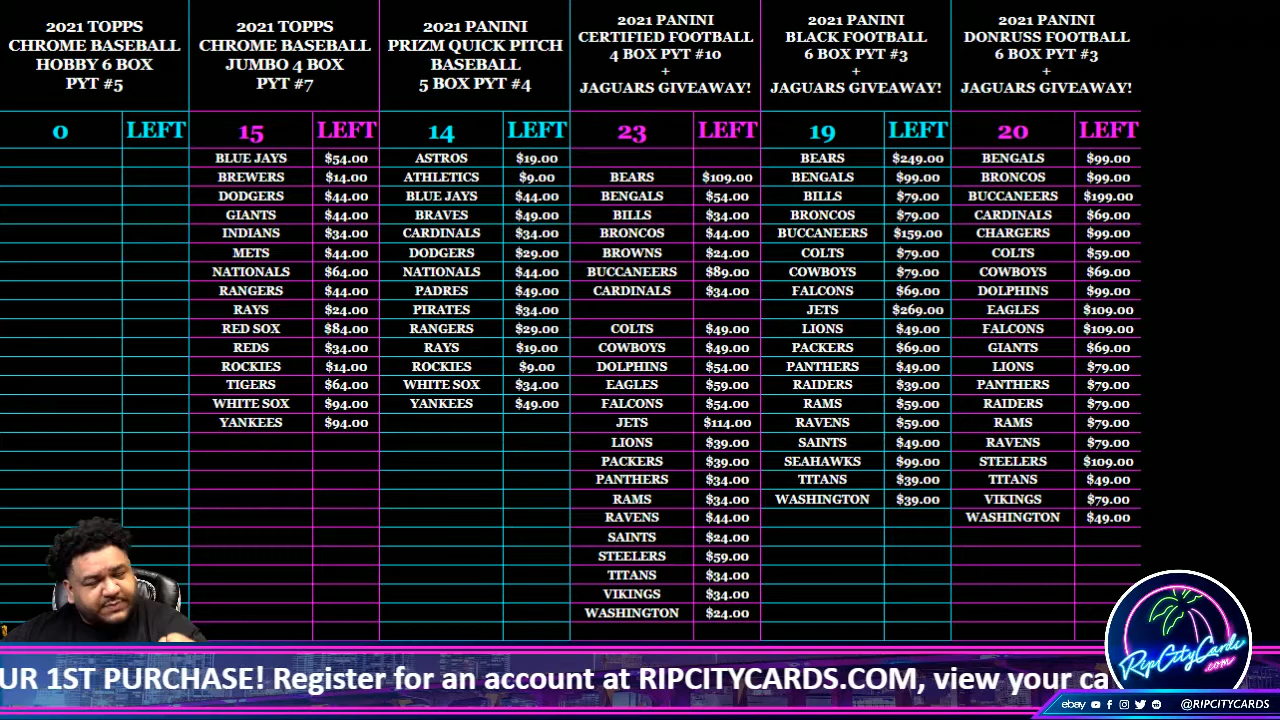 2021 TOPPS
CHROME BASEBALL
HOBBY 6 BOX
PYT #5
2021 TOPPS
CHROME BASEBALL
JUMBO 4 BOX
PYT #7
2021 PANINI
PRIZM QUICK PITCH
BASEBALL
5 BOX PYT #4
2021 PANINI
CERTIFIED FOOTBALL
4 BOX PYT #10
+
JAGUARS GIVEAWAY!
2021 PANINI
BLACK FOOTBALL
6 BOX PYT #3
+
JAGUARS GIVEAWAY!
2021 PANINI
DONRUSS FOOTBALL
6 BOX PYT #3
+
JAGUARS GIVEAWAY!
0 LEFT 15 LEFT 14 LEFT 23 LEFT 19 LEFT 20 LEFT
BLUE JAYS $54.00 ASTROS $19.00 BEARS $249.00 BENGALS $99.00
BREWERS $14.00 ATHLETICS $9.00 BEARS $109.00 BENGALS $99.00 BRONCOS $99.00
DODGERS $44.00 BLUE JAYS $44.00 BENGALS $54.00 BILLS $79.00 BUCCANEERS $199.00
GIANTS $44.00 BRAVES $49.00 BILLS $34.00 BRONCOS $79.00 CARDINALS $69.00
INDIANS $34.00 CARDINALS $34.00 BRONCOS $44.00 BUCCANEERS $159.00 CHARGERS $99.00
METS $44.00 DODGERS $29.00 BROWNS $24.00 COLTS $79.00 COLTS $59.00
NATIONALS $64.00 NATIONALS $44.00 BUCCANEERS $89.00 COWBOYS $79.00 COWBOYS $69.00
RANGERS $44.00 PADRES $49.00 CARDINALS $34.00 FALCONS $69.00 DOLPHINS $99.00
RAYS $24.00 PIRATES $34.00 JETS $269.00 EAGLES $109.00
RED SOX $84.00 RANGERS $29.00 COLTS $49.00 LIONS $49.00 FALCONS $109.00
REDS $34.00 RAYS $19.00 COWBOYS $49.00 PACKERS $69.00 GIANTS $69.00
ROCKIES $14.00 ROCKIES $9.00 DOLPHINS $54.00 PANTHERS $49.00 LIONS $79.00
TIGERS $64.00 WHITE SOX $34.00 EAGLES $59.00 RAIDERS $39.00 PANTHERS $79.00
WHITE SOX $94.00 YANKEES $49.00 FALCONS $54.00 RAMS $59.00 RAIDERS $79.00
YANKEES $94.00 JETS $114.00 RAVENS $59.00 RAMS $79.00
LIONS $39.00 SAINTS $49.00 RAVENS $79.00
PACKERS $39.00 SEAHAWKS $99.00 STEELERS $109.00
PANTHERS $34.00 TITANS $39.00 TITANS $49.00
RAMS $34.00 WASHINGTON $39.00 VIKINGS $79.00
RAVENS $44.00 WASHINGTON $49.00
SAINTS $24.00
STEELERS $59.00
TITANS $34.00
VIKINGS $34.00
WASHINGTON $24.00
RipCityCards
.com
UR 1ST PURCHASE! Register for an account at RIPCITYCARDS.COM, view your ca
ebay @RIPCITYCARDS